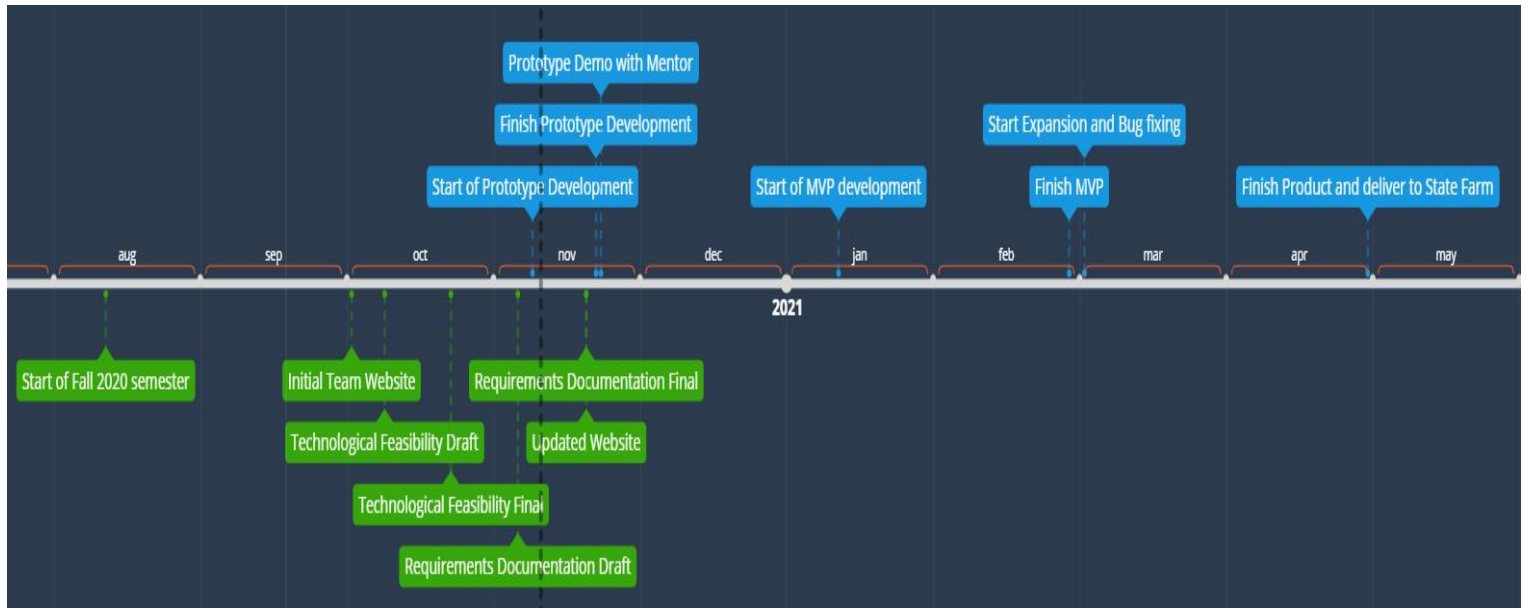 Prototype Demo with Mentor
Finish Prototype Development
Start Expansion and Bug fixing
Start of Prototype Development
Start of MVP development
Finish MVP
Finish Product and deliver to State Farm
aug sep oct nov dec jan feb mar apr may
2021
Start of Fall 2020 semester
Initial Team Website
Requirements Documentation Final
Technological Feasibility Draft
Updated Website
Technological Feasibility Final
Requirements Documentation Draft